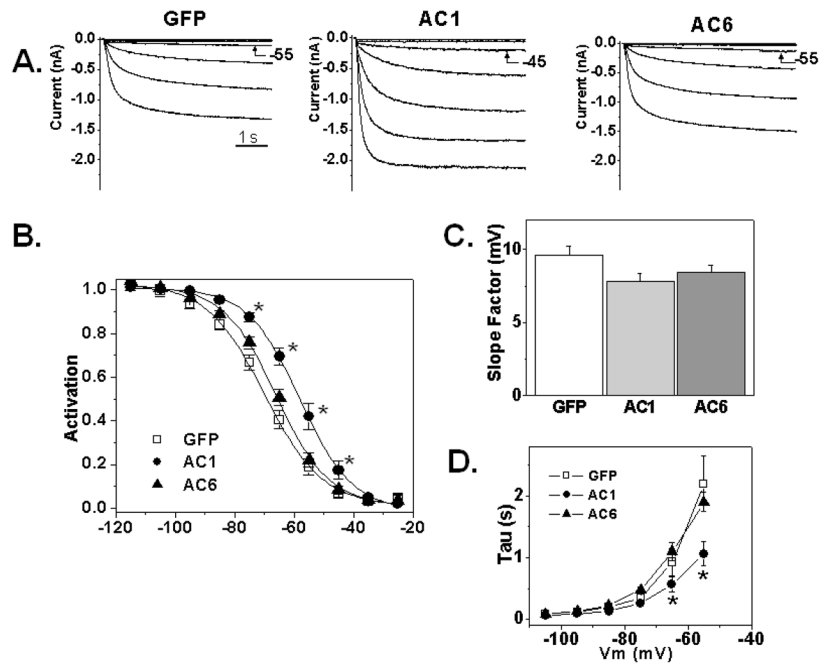 GFP
AC1
AC6
A.
Current (nA)
0.0
-0.5
-1.0
-1.5
-2.0
-55
1s
Current (nA)
0.0
-0.5
-1.0
-1.5
-2.0
-45
Current (nA)
0.0
-0.5
-1.0
-1.5
-2.0
-55
B.
Activation
1.0
0.8
0.6
0.4
0.2
0.0
* * * *
GFP
AC1
AC6
-120 -100 -80 -60 -40 -20
C.
Slope Factor (mV)
10
5
0
GFP AC1 AC6
D.
Tau (s)
2
1
0
GFP
AC1
AC6
* *
-100 -80 -60 -40
Vm (mV)